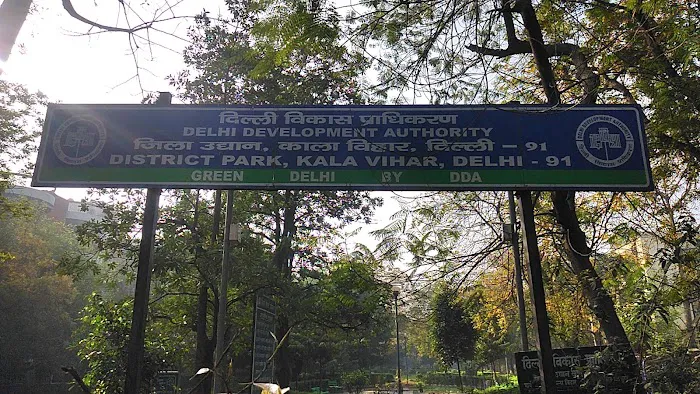 दिल्ली विकास प्राधिकरण
DELHI DEVELOPMENT AUTHORITY
जिला उद्यान, काला विहार, दिल्ली – 91
DISTRICT PARK, KALA VIHAR, DELHI - 91
GREEN DELHI BY DDA
दिल्ली विकास